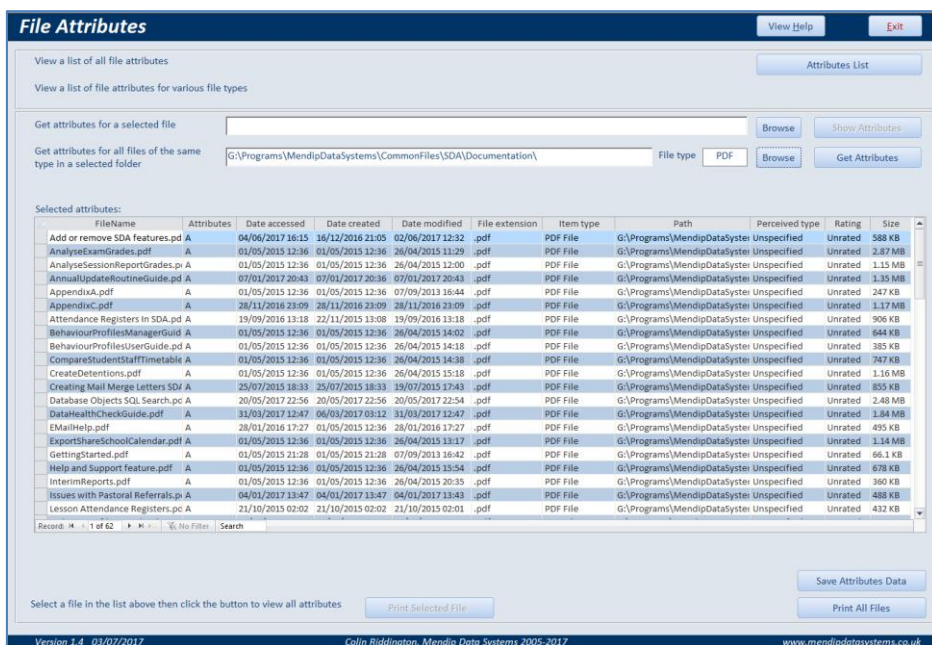 File Attributes View Help Exit
View a list of all file attributes Attributes List
View a list of file attributes for various file types
Get attributes for a selected file Browse Show Attributes
Get attributes for all files of the same
type in a selected folder G:\Programs\MendipDataSystems\CommonFiles\SDA\Documentation\ File type PDF Browse Get Attributes
Selected attributes:
FileName Attributes Date accessed Date created Date modified File extension Item type Path Perceived type Rating Size
Add or remove SDA features.pd A 04/06/2017 16:15 16/12/2016 21:05 02/06/2017 12:32 .pdf PDF File G:\Programs\MendipDataSyster Unspecified Unrated 588 KB
AnalyseExamGrades.pdf A 01/05/2015 12:36 01/05/2015 12:36 26/04/2015 11:29 .pdf PDF File G:\Programs\MendipDataSyster Unspecified Unrated 2.87 MB
AnalyseSessionReportGrades.p A 01/05/2015 12:36 01/05/2015 12:36 26/04/2015 12:00 .pdf PDF File G:\Programs\MendipDataSyster Unspecified Unrated 1.15 MB
AnnualUpdateRoutineGuide.pd A 07/01/2017 20:43 07/01/2017 20:36 07/01/2017 20:43 .pdf PDF File G:\Programs\MendipDataSyster Unspecified Unrated 1.35 MB
AppendixA.pdf A 01/05/2015 12:36 01/05/2015 12:36 07/09/2013 16:44 .pdf PDF File G:\Programs\MendipDataSyster Unspecified Unrated 247 KB
AppendixC.pdf A 28/11/2016 23:09 28/11/2016 23:09 28/11/2016 23:09 .pdf PDF File G:\Programs\MendipDataSyster Unspecified Unrated 1.17 MB
Attendance Registers In SDA.pd A 19/09/2016 13:18 22/11/2015 13:08 19/09/2016 13:18 .pdf PDF File G:\Programs\MendipDataSyster Unspecified Unrated 906 KB
BehaviourProfilesManagerGuid A 01/05/2015 12:36 01/05/2015 12:36 26/04/2015 14:02 .pdf PDF File G:\Programs\MendipDataSyster Unspecified Unrated 644 KB
BehaviourProfilesUserGuide.pd A 01/05/2015 12:36 01/05/2015 12:36 26/04/2015 14:18 .pdf PDF File G:\Programs\MendipDataSyster Unspecified Unrated 385 KB
CompareStudentStaffTimetable A 01/05/2015 12:36 01/05/2015 12:36 26/04/2015 14:38 .pdf PDF File G:\Programs\MendipDataSyster Unspecified Unrated 747 KB
CreateDetentions.pdf A 01/05/2015 12:36 01/05/2015 12:36 26/04/2015 15:18 .pdf PDF File G:\Programs\MendipDataSyster Unspecified Unrated 1.16 MB
Creating Mail Merge Letters SDA A 25/07/2015 18:33 25/07/2015 18:33 19/07/2015 17:43 .pdf PDF File G:\Programs\MendipDataSyster Unspecified Unrated 855 KB
Database Objects SQL Search.pd A 20/05/2017 22:56 20/05/2017 22:56 20/05/2017 22:54 .pdf PDF File G:\Programs\MendipDataSyster Unspecified Unrated 2.48 MB
DataHealthCheckGuide.pdf A 31/03/2017 12:47 06/03/2017 03:12 31/03/2017 12:47 .pdf PDF File G:\Programs\MendipDataSyster Unspecified Unrated 1.84 MB
EMailHelp.pdf A 28/01/2016 17:27 01/05/2015 12:36 28/01/2016 17:27 .pdf PDF File G:\Programs\MendipDataSyster Unspecified Unrated 495 KB
ExportShareSchoolCalendar.pdf A 01/05/2015 12:36 01/05/2015 12:36 26/04/2015 13:17 .pdf PDF File G:\Programs\MendipDataSyster Unspecified Unrated 1.14 MB
GettingStarted.pdf A 01/05/2015 21:28 01/05/2015 21:28 07/09/2013 16:42 .pdf PDF File G:\Programs\MendipDataSyster Unspecified Unrated 66.1 KB
Help and Support feature.pdf A 01/05/2015 12:36 01/05/2015 12:36 26/04/2015 15:54 .pdf PDF File G:\Programs\MendipDataSyster Unspecified Unrated 678 KB
InterimReports.pdf A 01/05/2015 12:36 01/05/2015 12:36 26/04/2015 20:35 .pdf PDF File G:\Programs\MendipDataSyster Unspecified Unrated 360 KB
Issues with Pastoral Referrals.p A 04/01/2017 13:47 04/01/2017 13:47 04/01/2017 13:43 .pdf PDF File G:\Programs\MendipDataSyster Unspecified Unrated 488 KB
Lesson Attendance Registers.pd A 21/10/2015 02:02 21/10/2015 02:02 21/10/2015 02:01 .pdf PDF File G:\Programs\MendipDataSyster Unspecified Unrated 432 KB
Record: 1 of 62 No Filter Search
Save Attributes Data
Select a file in the list above then click the button to view all attributes Print Selected File Print All Files
Version 1.4 03/07/2017 Colin Riddington, Mendip Data Systems 2005-2017 www.mendipdatasystems.co.uk